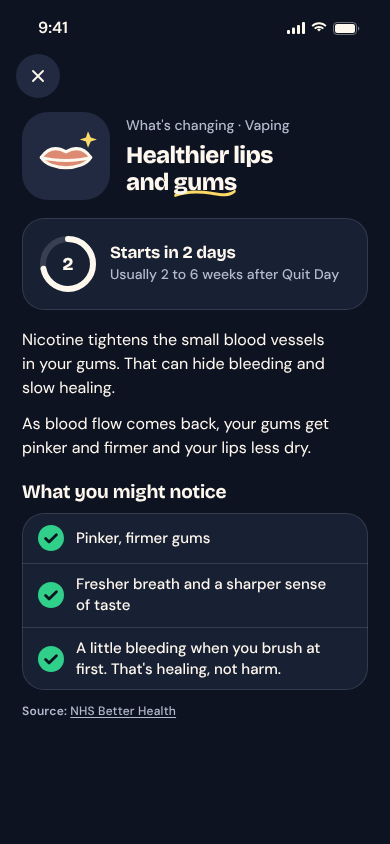 9:41
What's changing · Vaping
Healthier lips
and gums
2
Starts in 2 days
Usually 2 to 6 weeks after Quit Day
Nicotine tightens the small blood vessels
in your gums. That can hide bleeding and
slow healing.
As blood flow comes back, your gums get
pinker and firmer and your lips less dry.
What you might notice
Pinker, firmer gums
Fresher breath and a sharper sense
of taste
A little bleeding when you brush at
first. That's healing, not harm.
Source: NHS Better Health